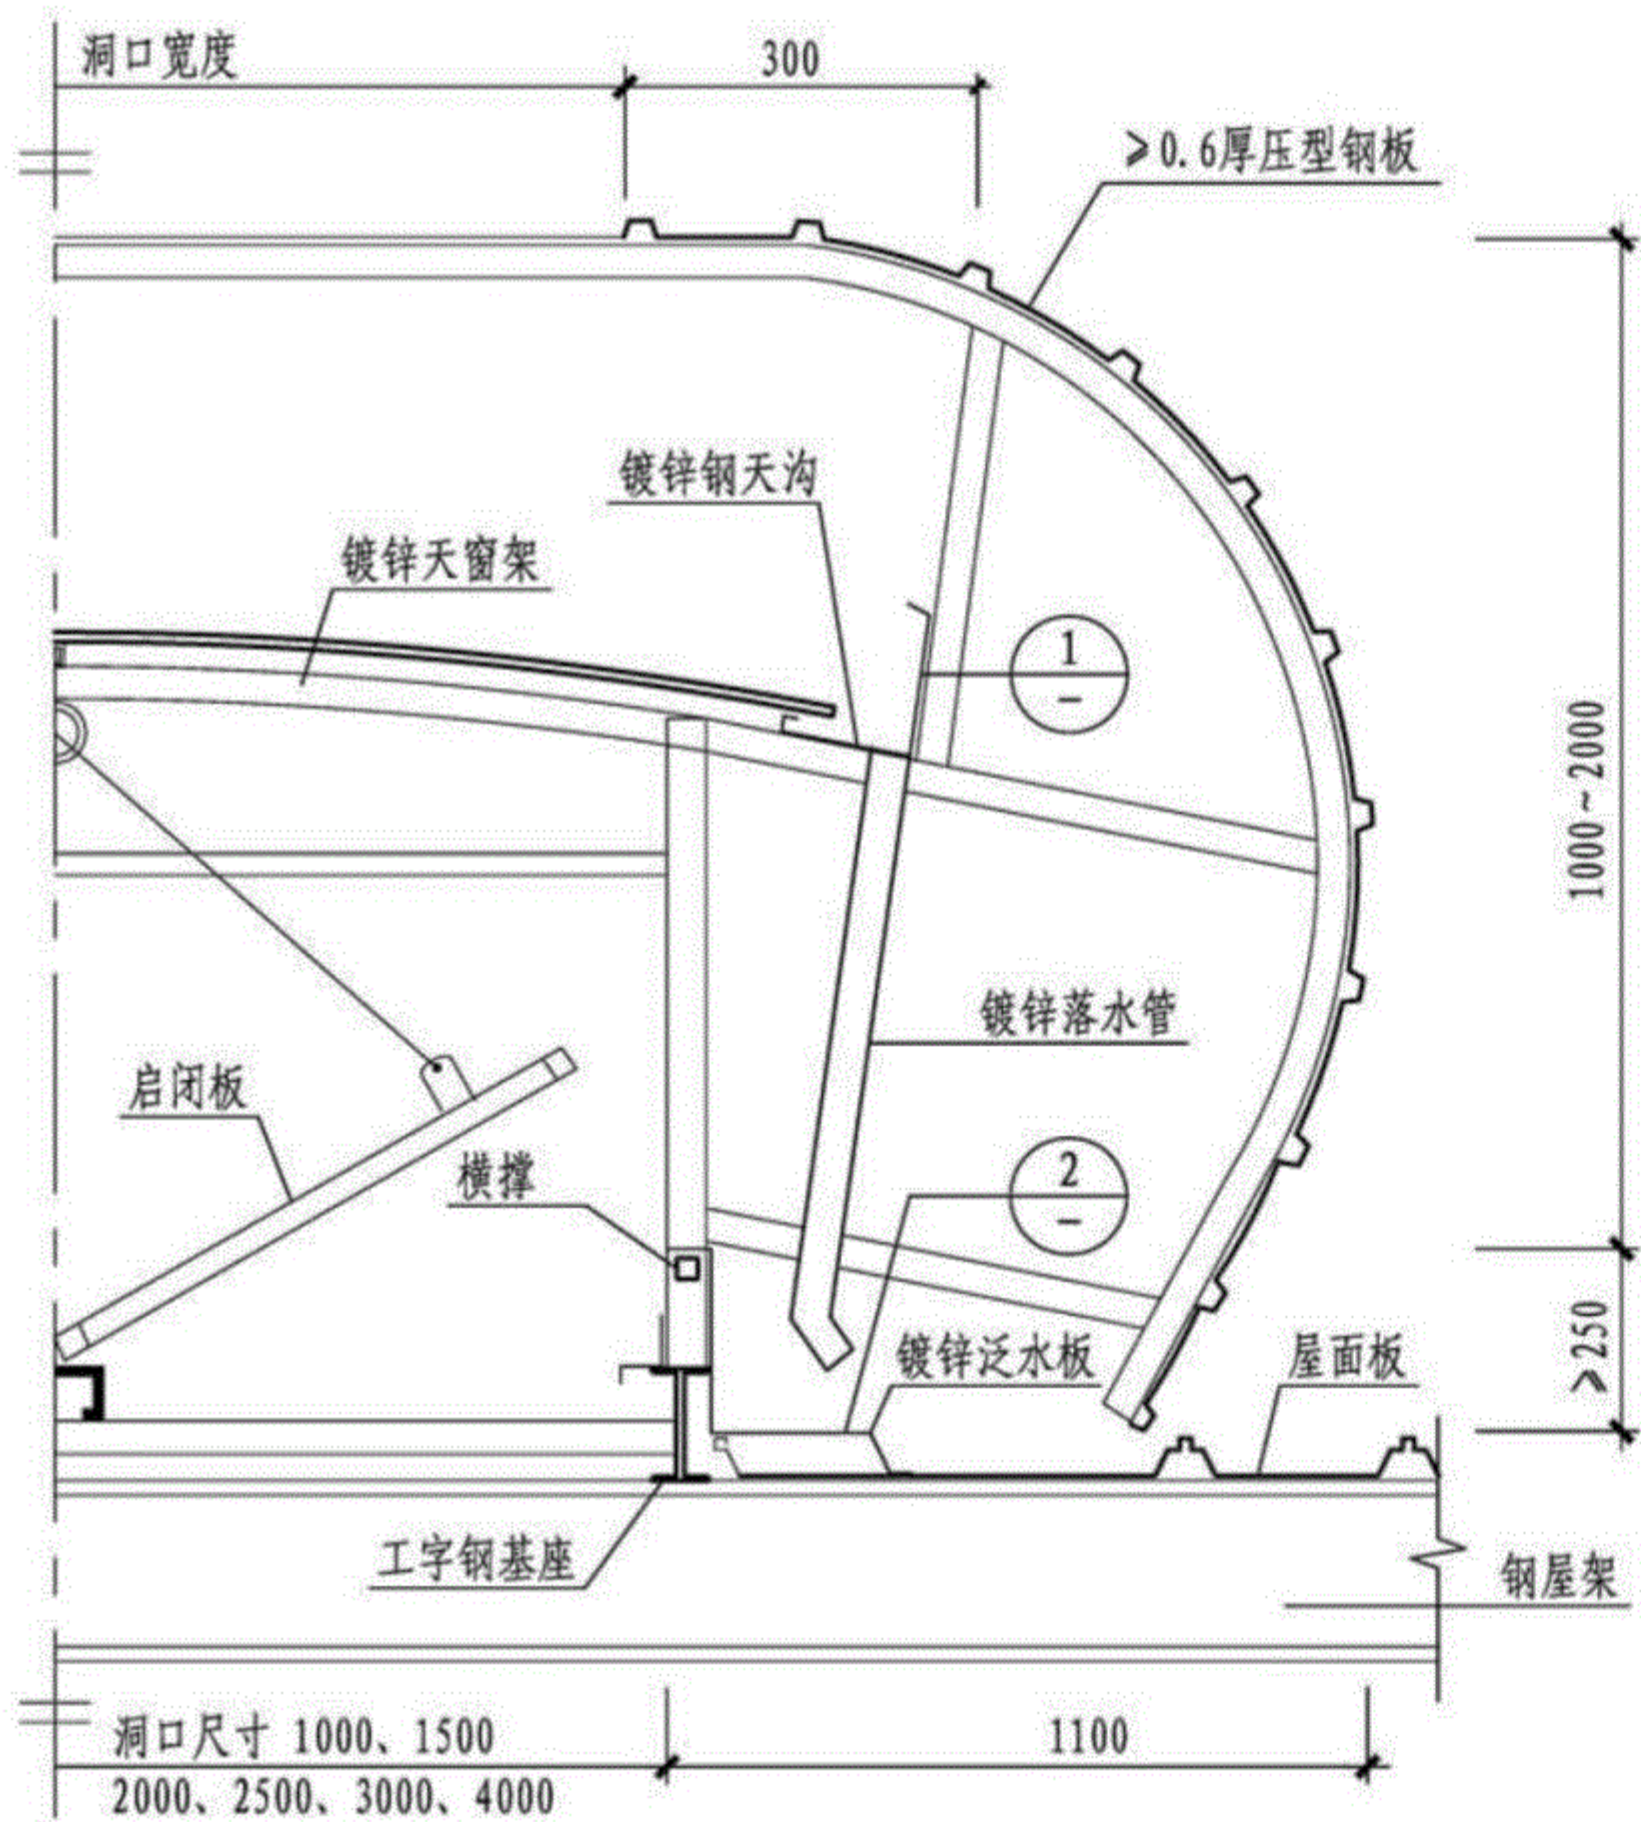 洞口宽度
300
≥0.6厚压型钢板
镀锌钢天沟
镀锌天窗架
1
–
1000~2000
镀锌落水管
启闭板
横撑
2
–
镀锌泛水板
屋面板
≥250
工字钢基座
钢屋架
洞口尺寸 1000、1500
2000、2500、3000、4000
1100